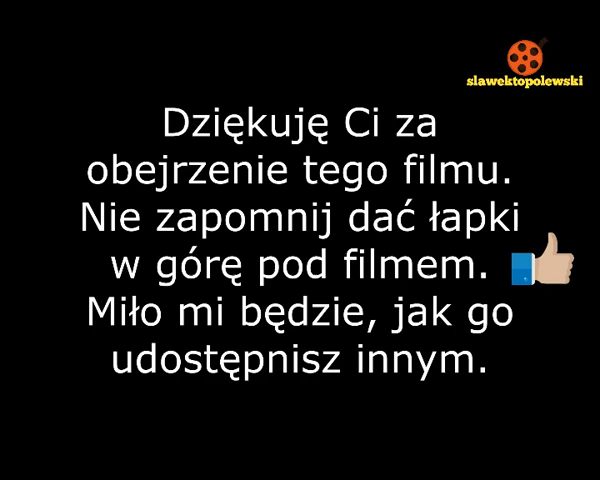 slawektopolewski
Dziękuję Ci za
obejrzenie tego filmu.
Nie zapomnij dać łapki
w górę pod filmem.
Miło mi będzie, jak go
udostępnisz innym.